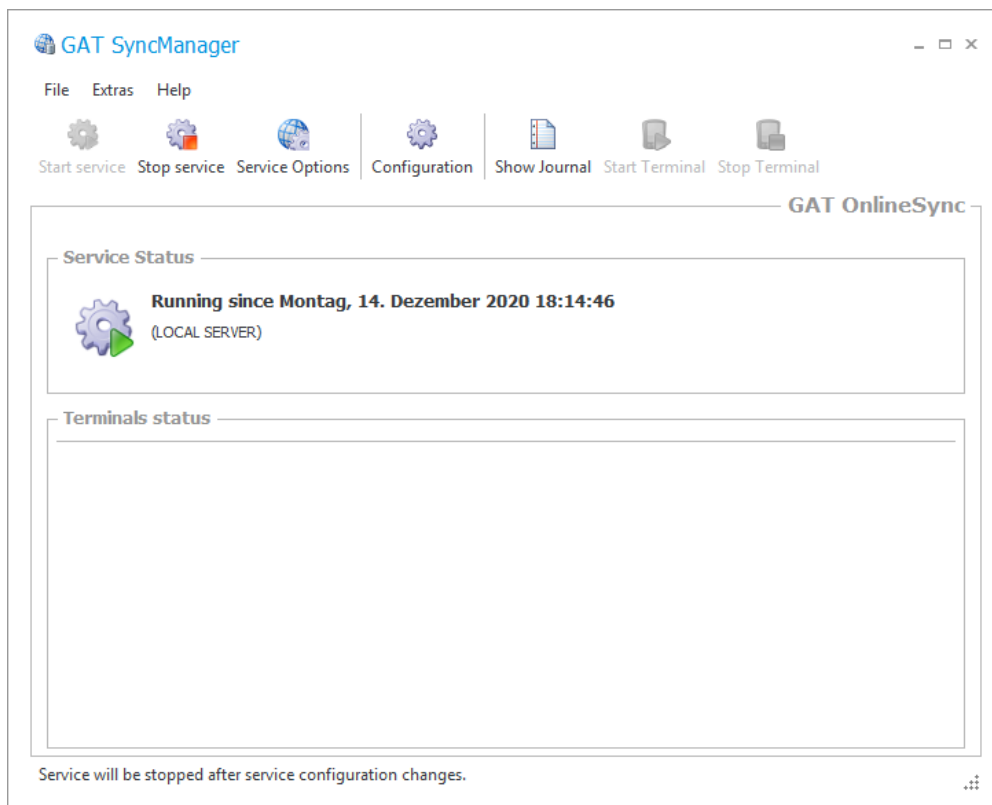 GAT SyncManager
File Extras Help
Start service Stop service Service Options Configuration Show Journal Start Terminal Stop Terminal
GAT OnlineSync
Service Status
Running since Montag, 14. Dezember 2020 18:14:46
(LOCAL SERVER)
Terminals status
Service will be stopped after service configuration changes.